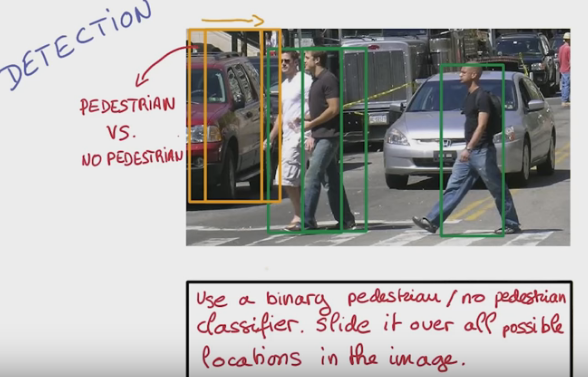 DETECTION
PEDESTRIAN
VS.
NO PEDESTRIAN
Use a binary pedestrian / no pedestrian
classifier. Slide it over all possible
locations in the image.